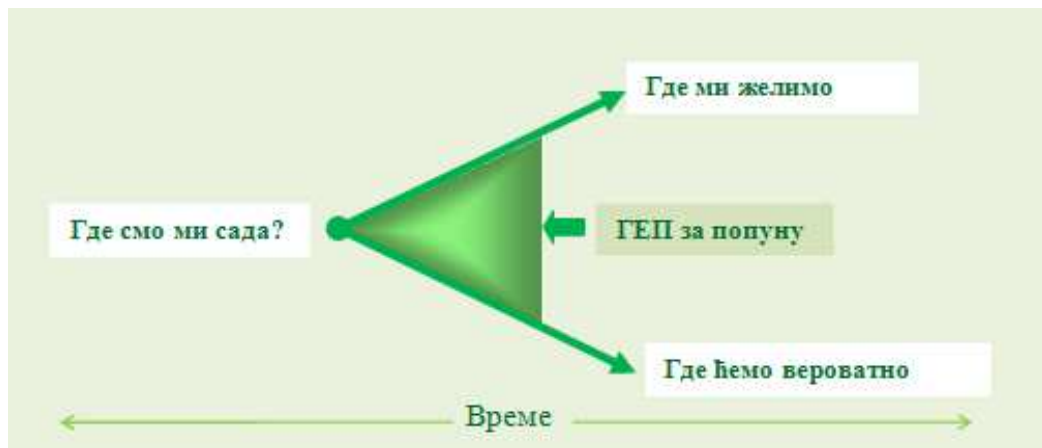 Где ми желимо
Где смо ми сада?
ГЕП за попуну
Где ћемо вероватно
Време